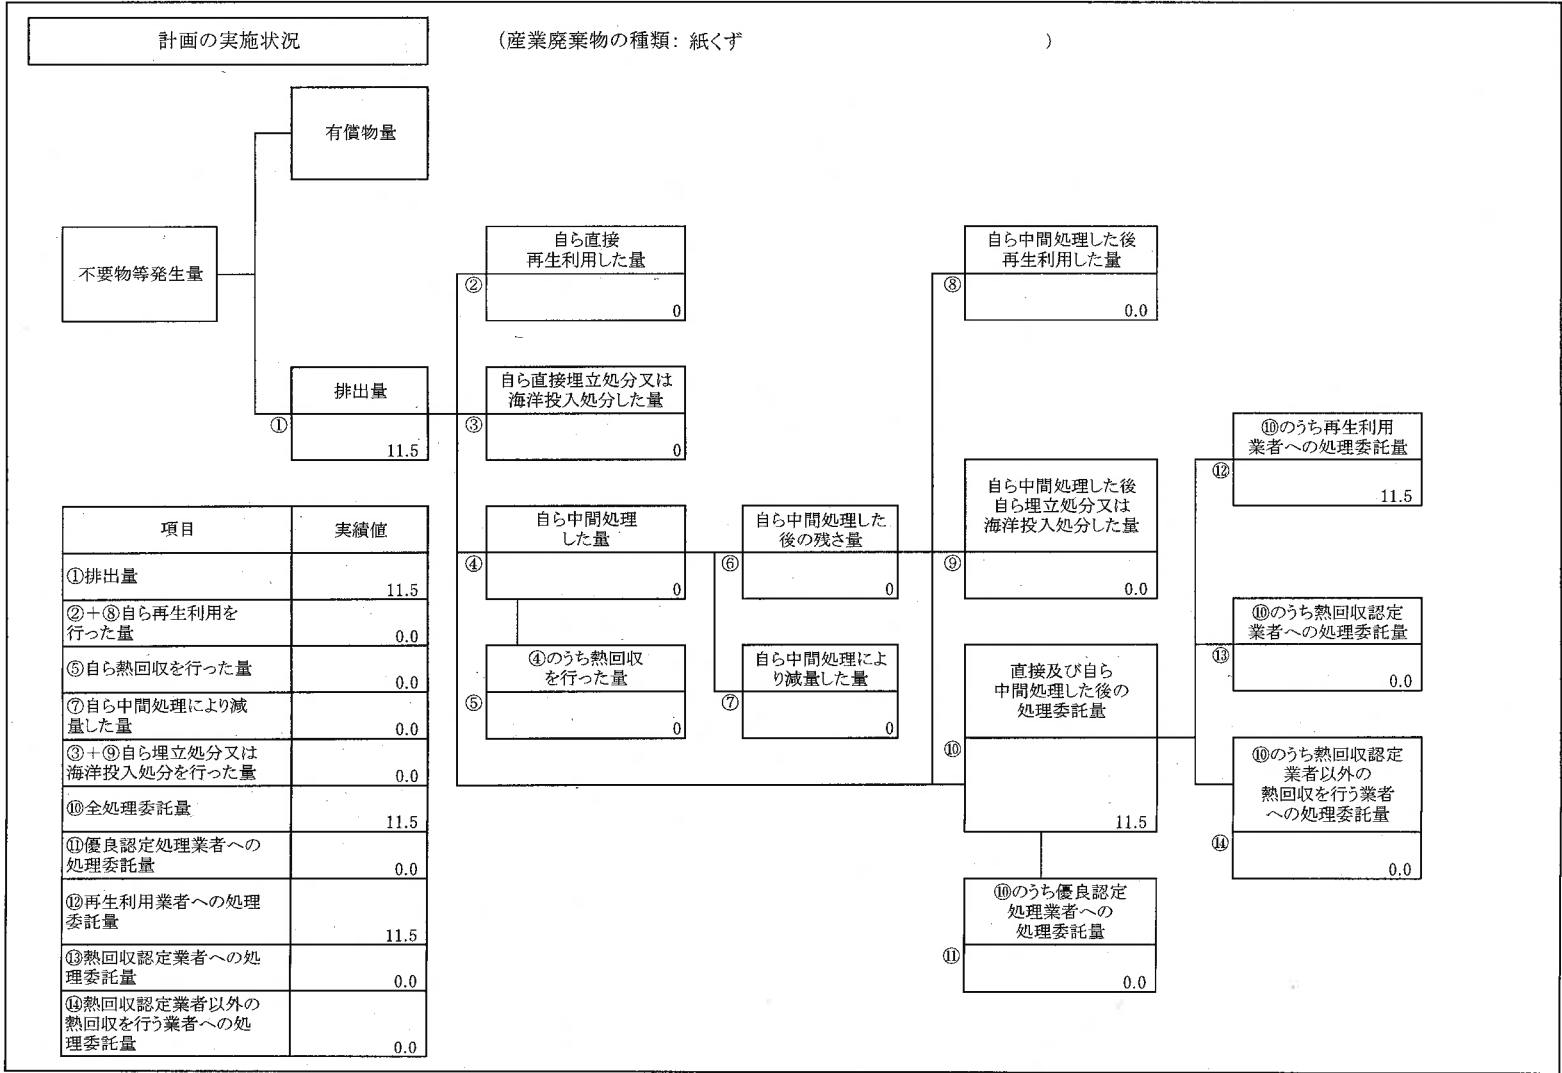 計画の実施状況
(産業廃棄物の種類: 紙くず )
有償物量
不要物等発生量
排出量
①
11.5
自ら直接
再生利用した量
②
0
自ら直接埋立処分又は
海洋投入処分した量
③
0
自ら中間処理
した量
④
0
④のうち熱回収
を行った量
⑤
0
自ら中間処理した
後の残さ量
⑥
0
自ら中間処理によ
り減量した量
⑦
0
自ら中間処理した後
再生利用した量
⑧
0.0
自ら中間処理した後
自ら埋立処分又は
海洋投入処分した量
⑨
0.0
直接及び自ら
中間処理した後の
処理委託量
⑩
11.5
⑩のうち優良認定
処理業者への
処理委託量
⑪
0.0
⑩のうち再生利用
業者への処理委託量
⑫
11.5
⑩のうち熱回収認定
業者への処理委託量
⑬
0.0
⑩のうち熱回収認定
業者以外の
熱回収を行う業者
への処理委託量
⑭
0.0
項目 実績値
①排出量
11.5
②+⑧自ら再生利用を
行った量
0.0
⑤自ら熱回収を行った量
0.0
⑦自ら中間処理により減
量した量
0.0
③+⑨自ら埋立処分又は
海洋投入処分を行った量
0.0
⑩全処理委託量
11.5
⑪優良認定処理業者への
処理委託量
0.0
⑫再生利用業者への処理
委託量
11.5
⑬熱回収認定業者への処
理委託量
0.0
⑭熱回収認定業者以外の
熱回収を行う業者への処
理委託量
0.0